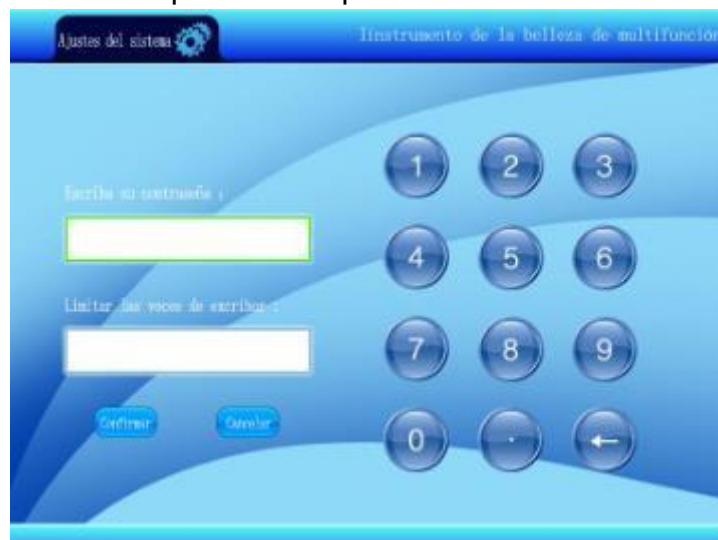 Ajustes del sistema
Iinstrumento de la belleza de multifunción
Escriba su contraseña :
Limitar las veces de escribar :
Confirmar
Cancelar
1 2 3
4 5 6
7 8 9
0 .